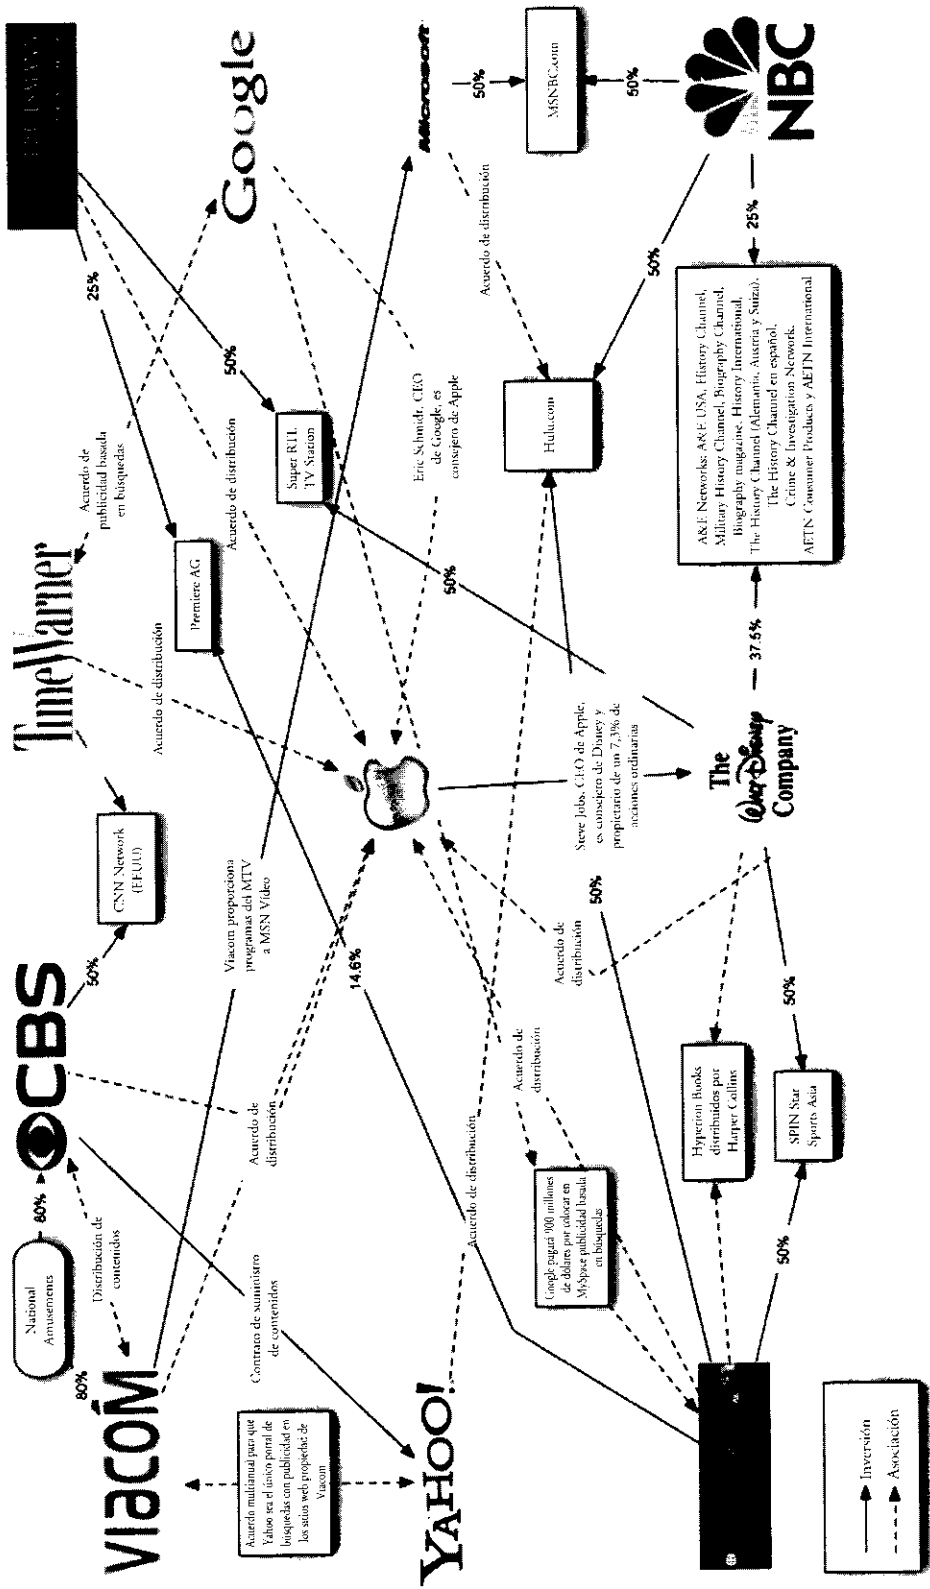 National
Amusements
80%
80%
CBS
50%
CNN Network
(EEUU)
TimeWarner
Acuerdo de
publicidad basada
en búsquedas
25%
Google
VIACOM
Distribución de
contenidos
Acuerdo de distribución
Premiere AG
Acuerdo de distribución
50%
Super RTL
TV Station
Viacom proporciona
programas del MTV
a MSN Vídeo
Microsoft
50%
MSNBC.com
50%
NBC
Acuerdo multianual para que
Yahoo sea el único portal de
búsquedas con publicidad en
los sitios web propiedad de
Viacom
Contrato de suministro
de contenidos
Acuerdo de
distribución
14.6%
Eric Schmidt, CEO
de Google, es
consejero de Apple
50%
Acuerdo de distribución
Hulu.com
50%
25%
YAHOO!
Acuerdo de distribución
Google pagará 900 millones
de dólares por colocar en
MySpace publicidad basada
en búsquedas
Acuerdo de
distribución
Acuerdo de
distribución
Steve Jobs, CEO de Apple,
es consejero de Disney y
propietario de un 7,3% de
acciones ordinarias
50%
The
Walt Disney
Company
37.5%
A&E Networks: A&E USA, History Channel,
Military History Channel, Biography Channel,
Biography magazine, History International,
The History Channel (Alemania, Austria y Suiza),
The History Channel en español,
Crime & Investigation Network.
AETN Consumer Products y AETN International
Hyperion Books
distribuidos por
Harper Collins
50%
SPIN Star
Sports Asia
50%
Inversión
Asociación